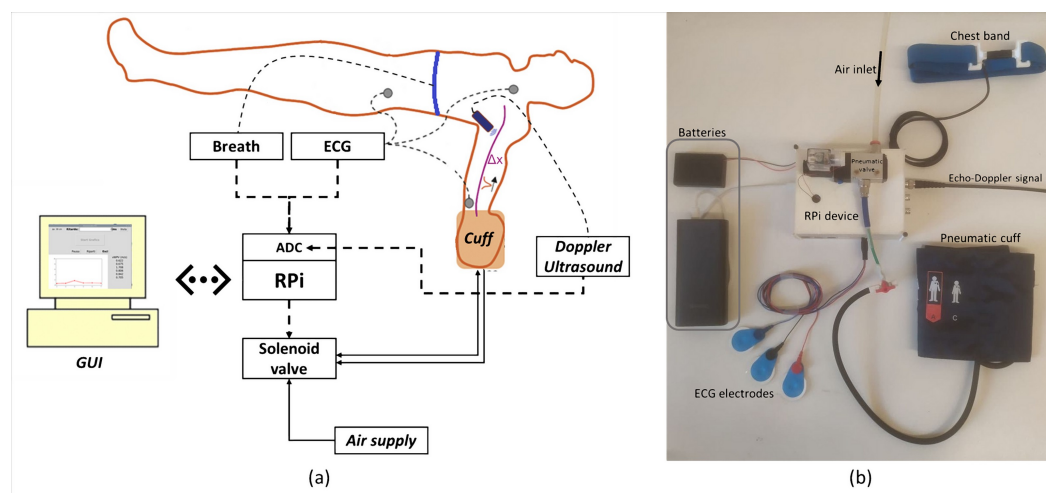 Breath
ECG
Δx
Cuff
ADC
RPi
Doppler
Ultrasound
GUI
Solenoid
valve
Air supply
(a)
Chest band
Air inlet
Batteries
Pneumatic
valve
Echo-Doppler signal
RPi device
Pneumatic cuff
A
C
ECG electrodes
(b)